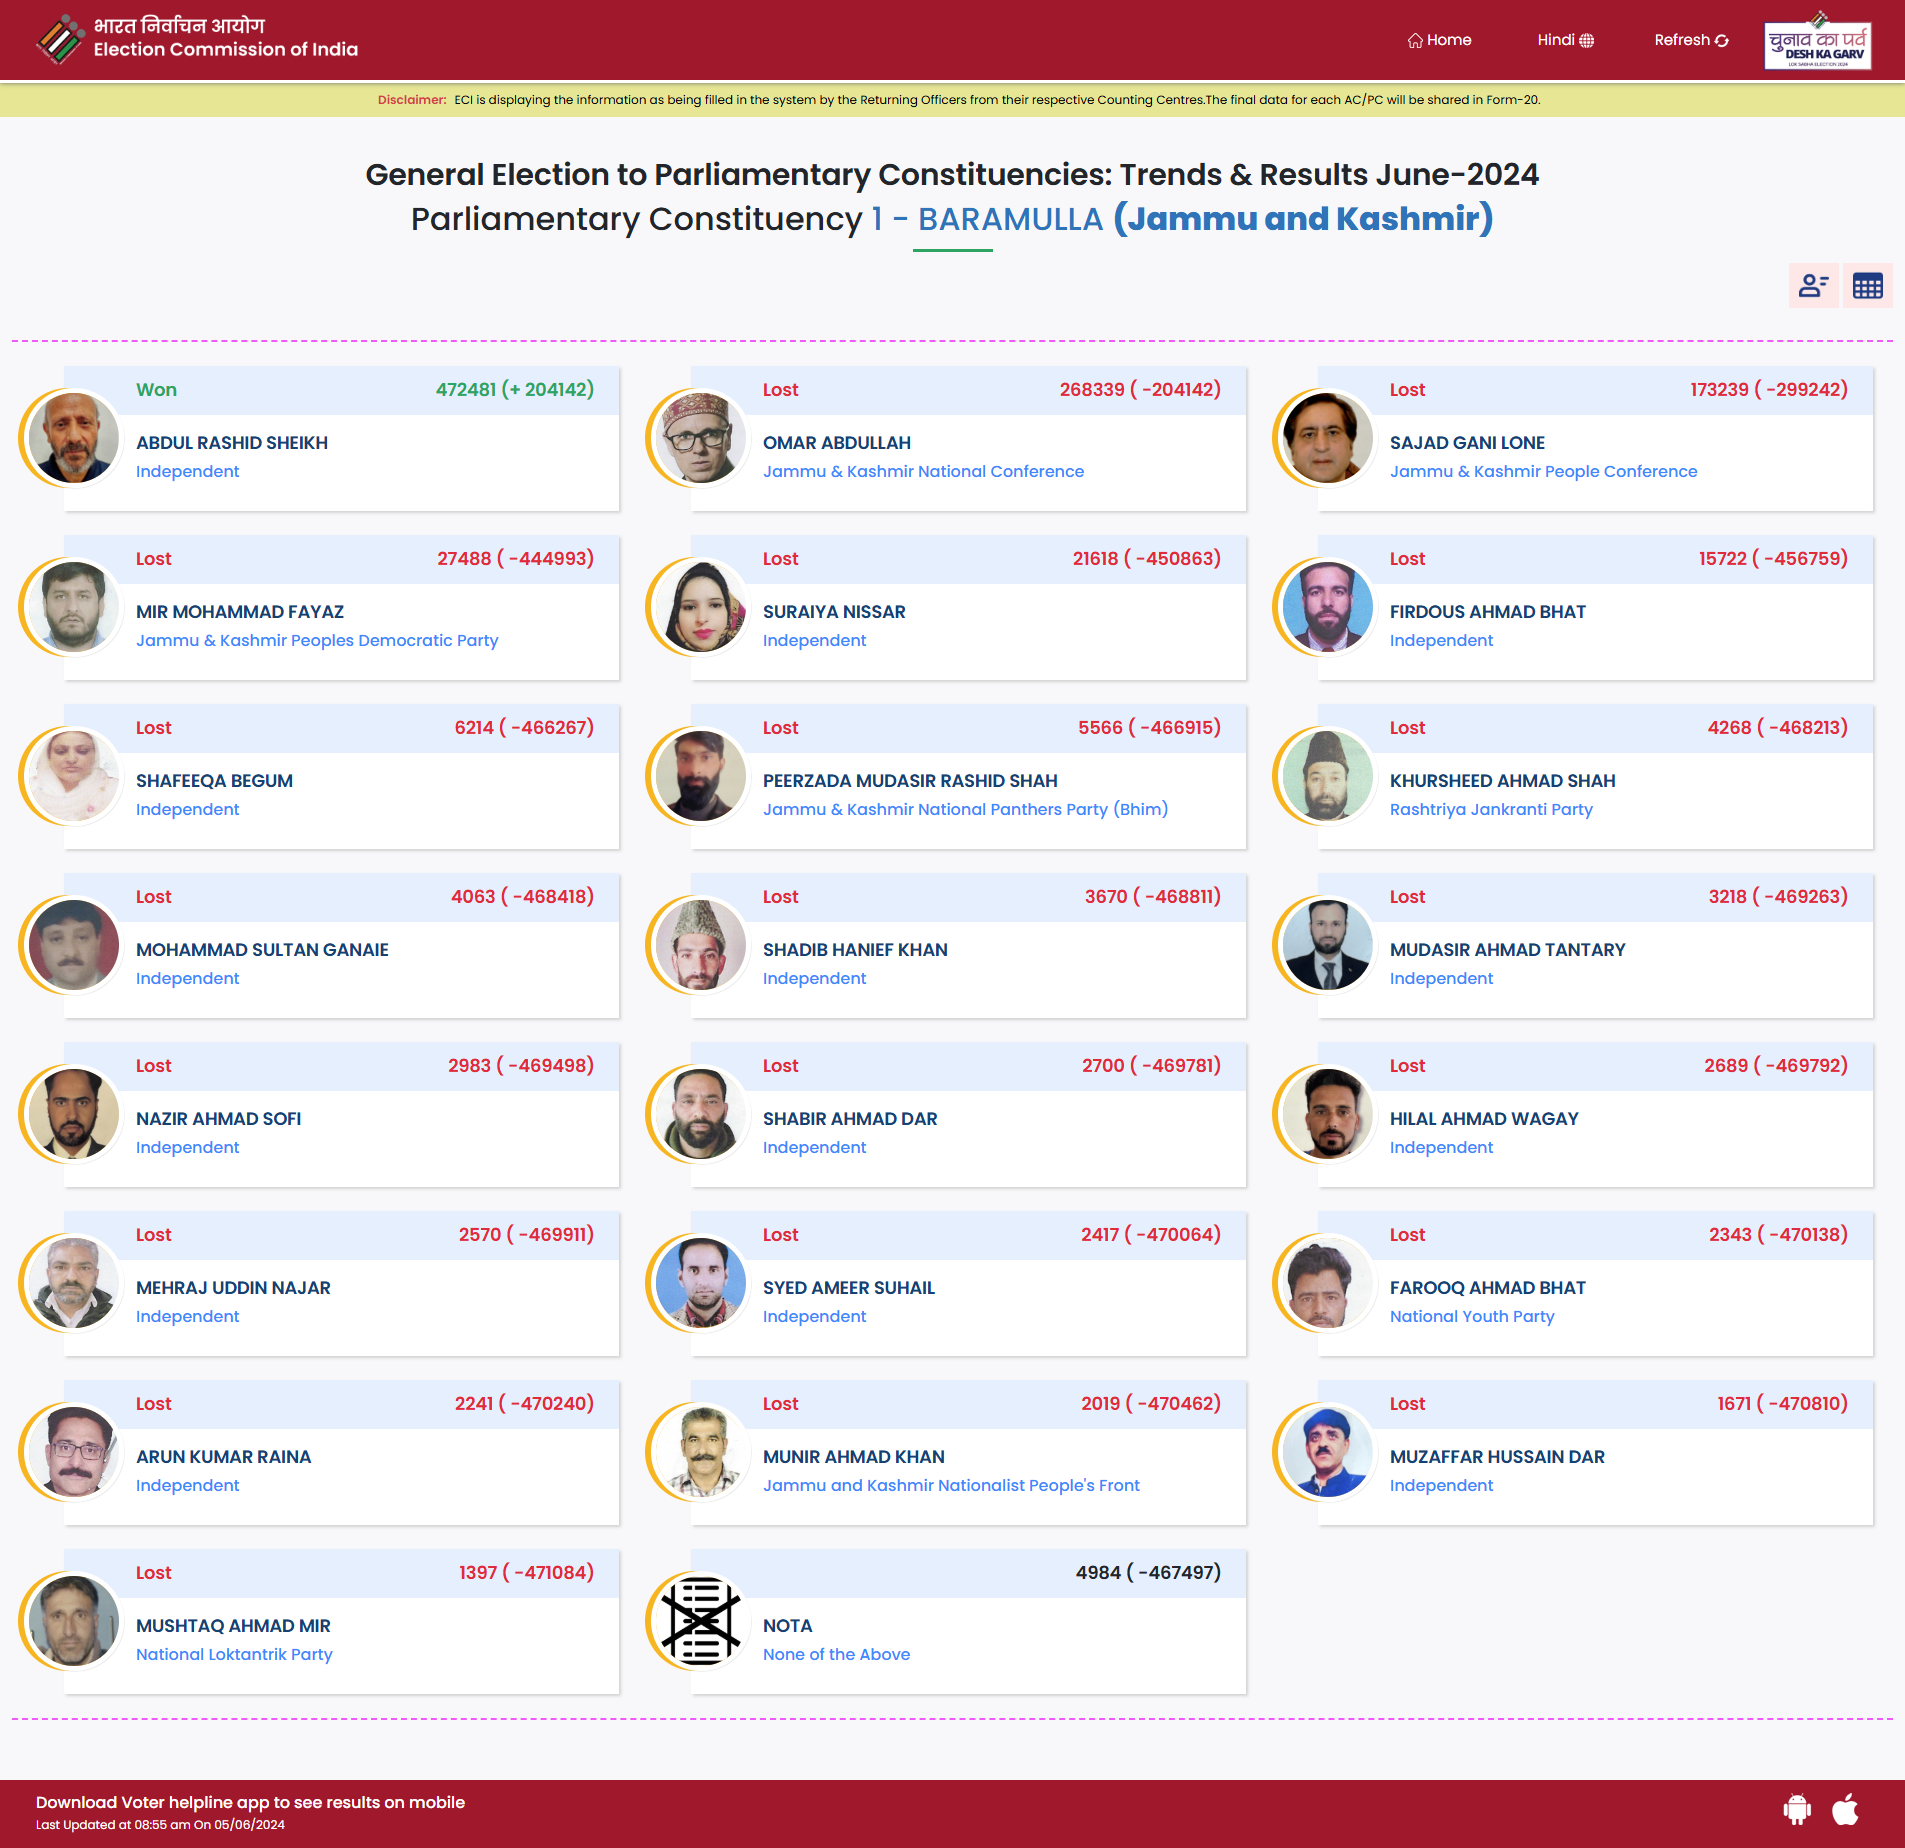 भारत निर्वाचन आयोग
Election Commission of India
Home
Hindi
Refresh
चुनाव का पर्व
DESH KA GARV
LOK SABHA ELECTION 2024
Disclaimer: ECI is displaying the information as being filled in the system by the Returning Officers from their respective Counting Centres.The final data for each AC/PC will be shared in Form-20.
General Election to Parliamentary Constituencies: Trends & Results June-2024
Parliamentary Constituency 1 - BARAMULLA (Jammu and Kashmir)
Won 472481 (+ 204142)
ABDUL RASHID SHEIKH
Independent
Lost 268339 ( -204142)
OMAR ABDULLAH
Jammu & Kashmir National Conference
Lost 173239 ( -299242)
SAJAD GANI LONE
Jammu & Kashmir People Conference
Lost 27488 ( -444993)
MIR MOHAMMAD FAYAZ
Jammu & Kashmir Peoples Democratic Party
Lost 21618 ( -450863)
SURAIYA NISSAR
Independent
Lost 15722 ( -456759)
FIRDOUS AHMAD BHAT
Independent
Lost 6214 ( -466267)
SHAFEEQA BEGUM
Independent
Lost 5566 ( -466915)
PEERZADA MUDASIR RASHID SHAH
Jammu & Kashmir National Panthers Party (Bhim)
Lost 4268 ( -468213)
KHURSHEED AHMAD SHAH
Rashtriya Jankranti Party
Lost 4063 ( -468418)
MOHAMMAD SULTAN GANAIE
Independent
Lost 3670 ( -468811)
SHADIB HANIEF KHAN
Independent
Lost 3218 ( -469263)
MUDASIR AHMAD TANTARY
Independent
Lost 2983 ( -469498)
NAZIR AHMAD SOFI
Independent
Lost 2700 ( -469781)
SHABIR AHMAD DAR
Independent
Lost 2689 ( -469792)
HILAL AHMAD WAGAY
Independent
Lost 2570 ( -469911)
MEHRAJ UDDIN NAJAR
Independent
Lost 2417 ( -470064)
SYED AMEER SUHAIL
Independent
Lost 2343 ( -470138)
FAROOQ AHMAD BHAT
National Youth Party
Lost 2241 ( -470240)
ARUN KUMAR RAINA
Independent
Lost 2019 ( -470462)
MUNIR AHMAD KHAN
Jammu and Kashmir Nationalist People's Front
Lost 1671 ( -470810)
MUZAFFAR HUSSAIN DAR
Independent
Lost 1397 ( -471084)
MUSHTAQ AHMAD MIR
National Loktantrik Party
4984 ( -467497)
NOTA
None of the Above
Download Voter helpline app to see results on mobile
Last Updated at 08:55 am On 05/06/2024